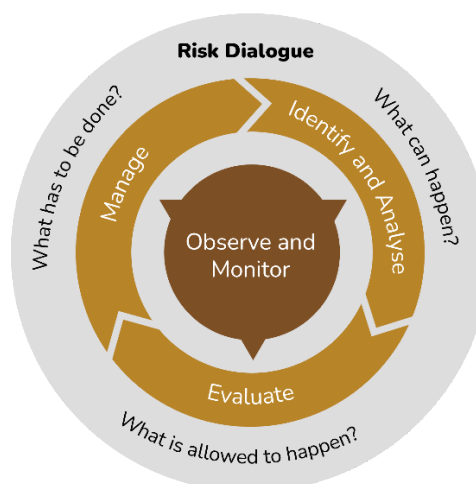 Risk Dialogue
What has to be done?
Manage
Identify and Analyse
What can happen?
Observe and
Monitor
Evaluate
What is allowed to happen?